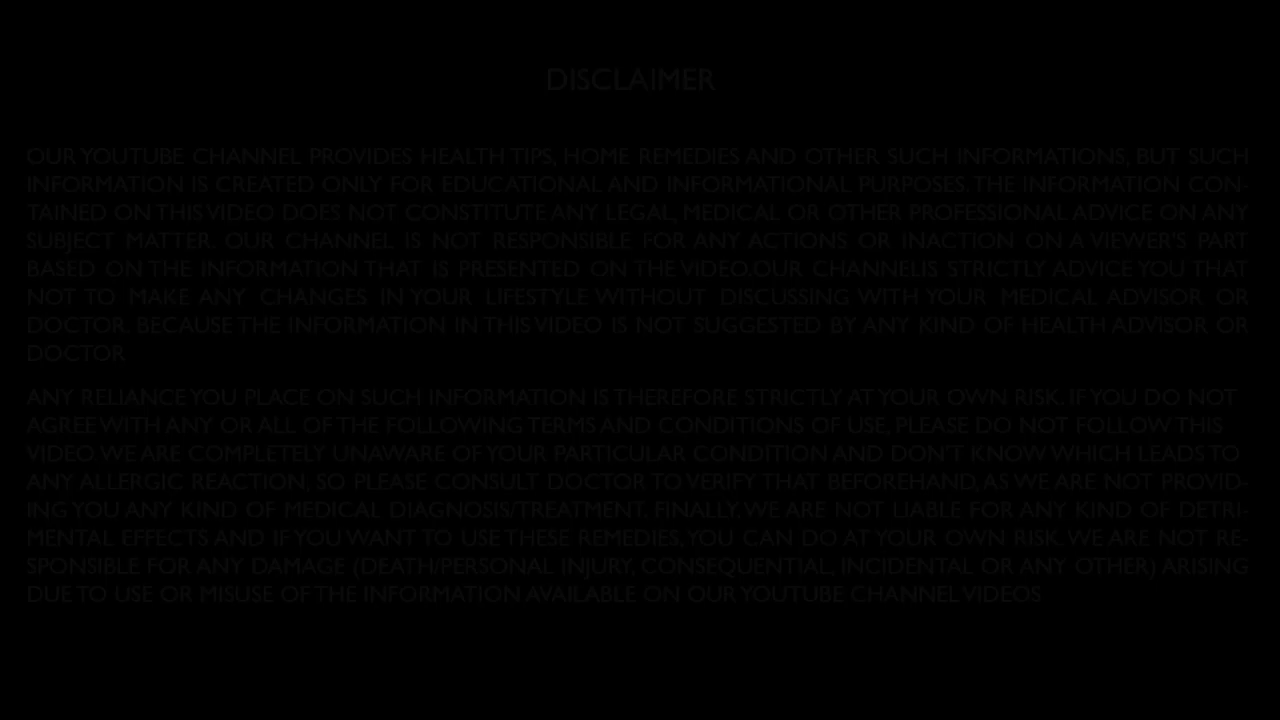 DISCLAIMER
OUR YOUTUBE CHANNEL PROVIDES HEALTH TIPS, HOME REMEDIES AND OTHER SUCH INFORMATIONS, BUT SUCH
INFORMATION IS CREATED ONLY FOR EDUCATIONAL AND INFORMATIONAL PURPOSES. THE INFORMATION CON-
TAINED ON THIS VIDEO DOES NOT CONSTITUTE ANY LEGAL, MEDICAL OR OTHER PROFESSIONAL ADVICE ON ANY
SUBJECT MATTER. OUR CHANNEL IS NOT RESPONSIBLE FOR ANY ACTIONS OR INACTION ON A VIEWER'S PART
BASED ON THE INFORMATION THAT IS PRESENTED ON THE VIDEO.OUR CHANNELIS STRICTLY ADVICE YOU THAT
NOT TO MAKE ANY CHANGES IN YOUR LIFESTYLE WITHOUT DISCUSSING WITH YOUR MEDICAL ADVISOR OR
DOCTOR. BECAUSE THE INFORMATION IN THIS VIDEO IS NOT SUGGESTED BY ANY KIND OF HEALTH ADVISOR OR
DOCTOR
ANY RELIANCE YOU PLACE ON SUCH INFORMATION IS THEREFORE STRICTLY AT YOUR OWN RISK. IF YOU DO NOT
AGREE WITH ANY OR ALL OF THE FOLLOWING TERMS AND CONDITIONS OF USE, PLEASE DO NOT FOLLOW THIS
VIDEO. WE ARE COMPLETELY UNAWARE OF YOUR PARTICULAR CONDITION AND DON'T KNOW WHICH LEADS TO
ANY ALLERGIC REACTION, SO PLEASE CONSULT DOCTOR TO VERIFY THAT BEFOREHAND, AS WE ARE NOT PROVID-
ING YOU ANY KIND OF MEDICAL DIAGNOSIS/TREATMENT. FINALLY, WE ARE NOT LIABLE FOR ANY KIND OF DETRI-
MENTAL EFFECTS AND IF YOU WANT TO USE THESE REMEDIES, YOU CAN DO AT YOUR OWN RISK. WE ARE NOT RE-
SPONSIBLE FOR ANY DAMAGE (DEATH/PERSONAL INJURY, CONSEQUENTIAL, INCIDENTAL OR ANY OTHER) ARISING
DUE TO USE OR MISUSE OF THE INFORMATION AVAILABLE ON OUR YOUTUBE CHANNEL VIDEOS